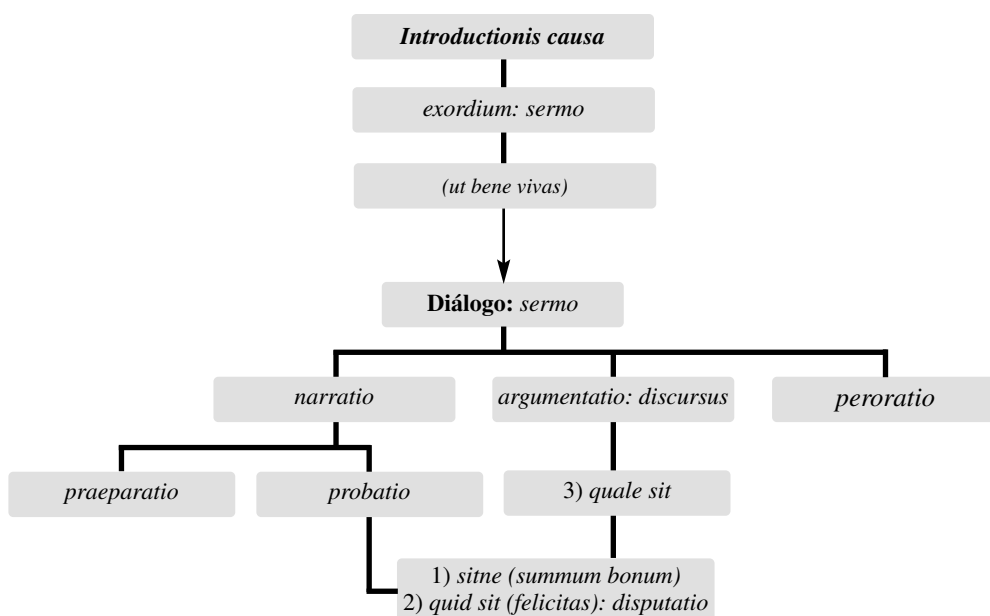 Introductionis causa
exordium: sermo
(ut bene vivas)
Diálogo: sermo
narratio
argumentatio: discursus
peroratio
praeparatio
probatio
3) quale sit
1) sitne (summum bonum)
2) quid sit (felicitas): disputatio